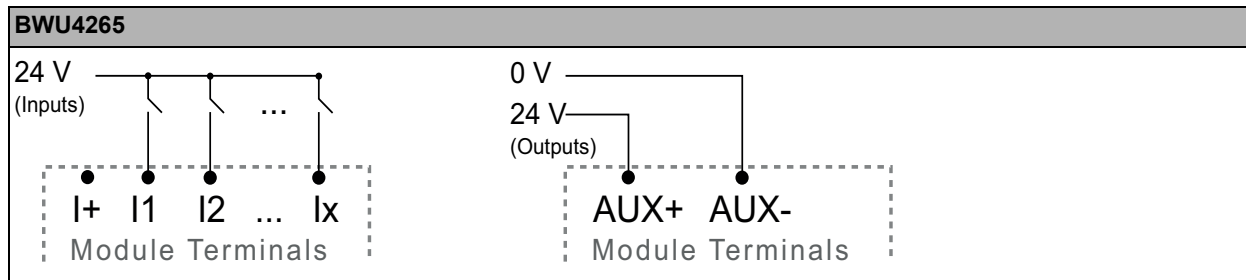 BWU4265
24 V
(Inputs)
...
I+ I1 I2 ... Ix
Module Terminals
0 V
24 V
(Outputs)
AUX+ AUX-
Module Terminals